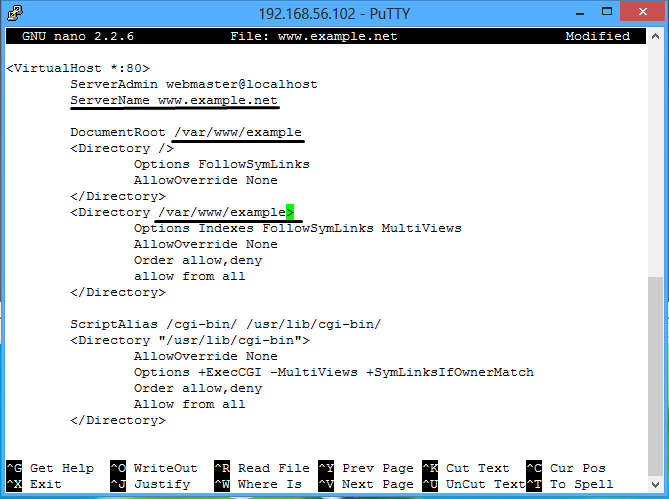 192.168.56.102 - PuTTY
GNU nano 2.2.6 File: www.example.net Modified
<VirtualHost *:80>
ServerAdmin webmaster@localhost
ServerName www.example.net
DocumentRoot /var/www/example
<Directory />
Options FollowSymLinks
AllowOverride None
</Directory>
<Directory /var/www/example>
Options Indexes FollowSymLinks MultiViews
AllowOverride None
Order allow,deny
allow from all
</Directory>
ScriptAlias /cgi-bin/ /usr/lib/cgi-bin/
<Directory "/usr/lib/cgi-bin">
AllowOverride None
Options +ExecCGI -MultiViews +SymLinksIfOwnerMatch
Order allow,deny
Allow from all
</Directory>
^G Get Help ^O WriteOut ^R Read File ^Y Prev Page ^K Cut Text ^C Cur Pos
^X Exit ^J Justify ^W Where Is ^V Next Page ^U UnCut Text ^T To Spell